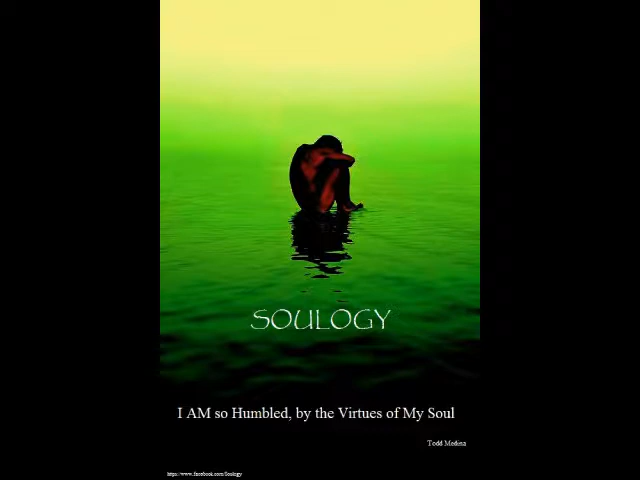 SOULOGY
I AM so Humbled, by the Virtues of My Soul
Todd Medina
https://www.facebook.com/Soulogy